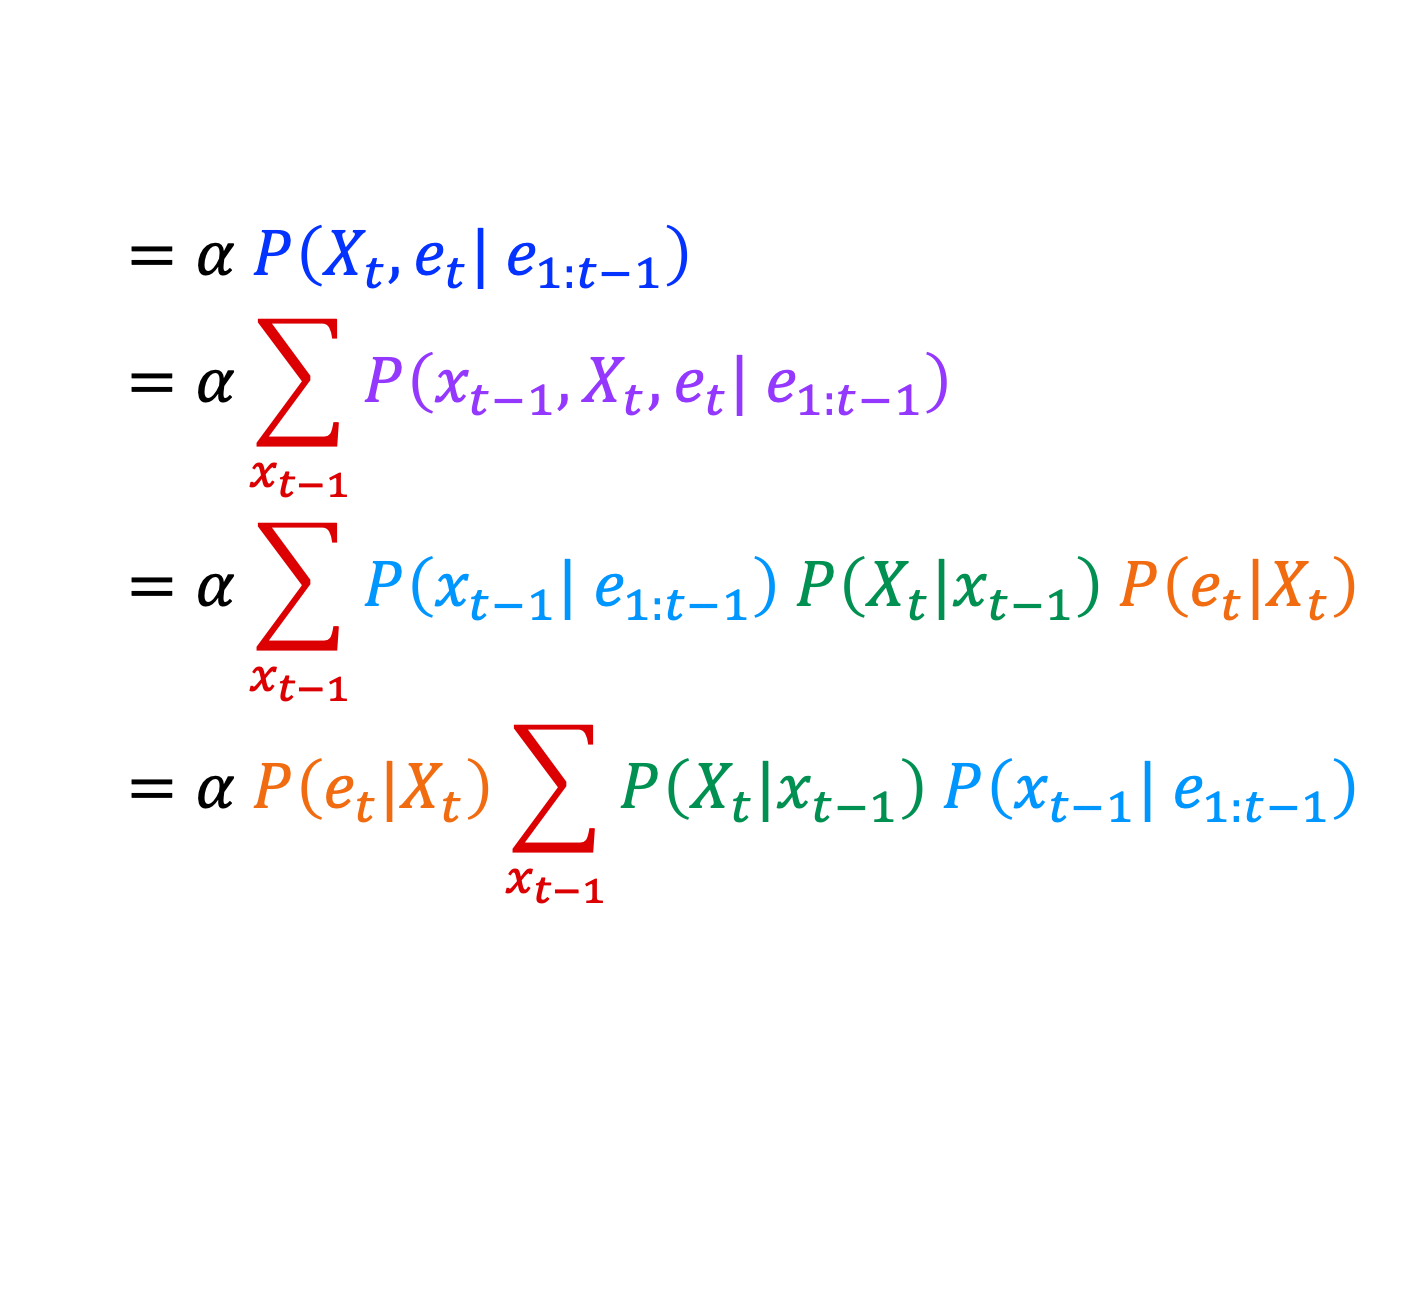 = α P(X_t, e_t | e_{1:t−1})
= α ∑_{x_{t−1}} P(x_{t−1}, X_t, e_t | e_{1:t−1})
= α ∑_{x_{t−1}} P(x_{t−1} | e_{1:t−1}) P(X_t|x_{t−1}) P(e_t|X_t)
= α P(e_t|X_t) ∑_{x_{t−1}} P(X_t|x_{t−1}) P(x_{t−1} | e_{1:t−1})